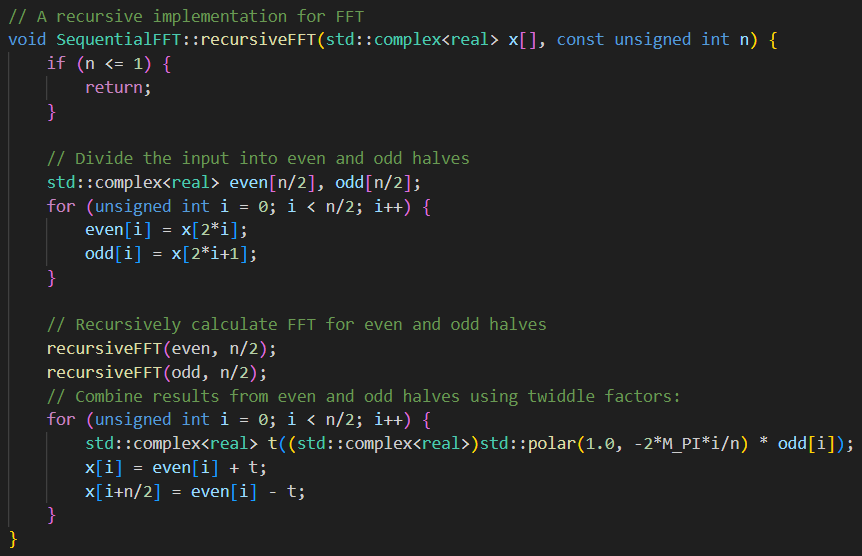 // A recursive implementation for FFT
void SequentialFFT::recursiveFFT(std::complex<real> x[], const unsigned int n) {
    if (n <= 1) {
        return;
    }

    // Divide the input into even and odd halves
    std::complex<real> even[n/2], odd[n/2];
    for (unsigned int i = 0; i < n/2; i++) {
        even[i] = x[2*i];
        odd[i] = x[2*i+1];
    }

    // Recursively calculate FFT for even and odd halves
    recursiveFFT(even, n/2);
    recursiveFFT(odd, n/2);
    // Combine results from even and odd halves using twiddle factors:
    for (unsigned int i = 0; i < n/2; i++) {
        std::complex<real> t((std::complex<real>)std::polar(1.0, -2*M_PI*i/n) * odd[i]);
        x[i] = even[i] + t;
        x[i+n/2] = even[i] - t;
    }
}